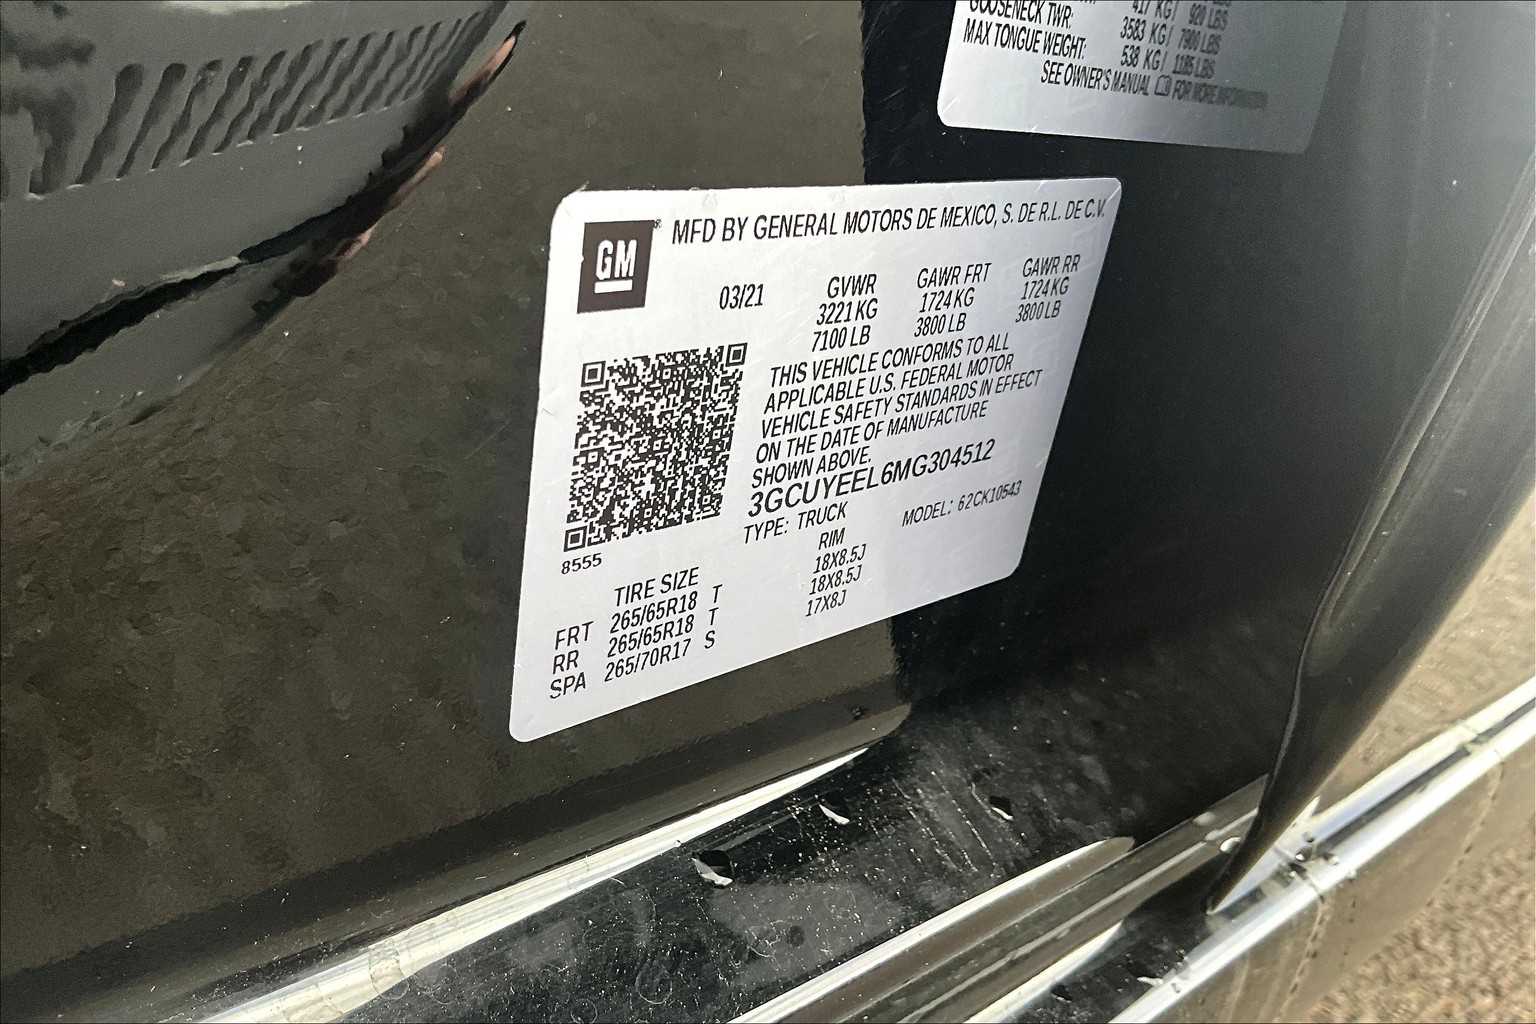 417 KG/ 920 LBS
GOOSENECK TWR: 3583 KG/ 7900 LBS
MAX TONGUE WEIGHT: 538 KG/ 1185 LBS
SEE OWNER'S MANUAL FOR MORE INFORMATION
GM
MFD BY GENERAL MOTORS DE MEXICO, S. DE R.L. DE C.V.
03/21 GVWR GAWR FRT GAWR RR
3221 KG 1724 KG 1724 KG
7100 LB 3800 LB 3800 LB
THIS VEHICLE CONFORMS TO ALL
APPLICABLE U.S. FEDERAL MOTOR
VEHICLE SAFETY STANDARDS IN EFFECT
ON THE DATE OF MANUFACTURE
SHOWN ABOVE.
3GCUYEEL6MG304512
TYPE: TRUCK MODEL: 62CK10543
8555
TIRE SIZE RIM
FRT 265/65R18 T 18X8.5J
RR 265/65R18 T 18X8.5J
SPA 265/70R17 S 17X8J